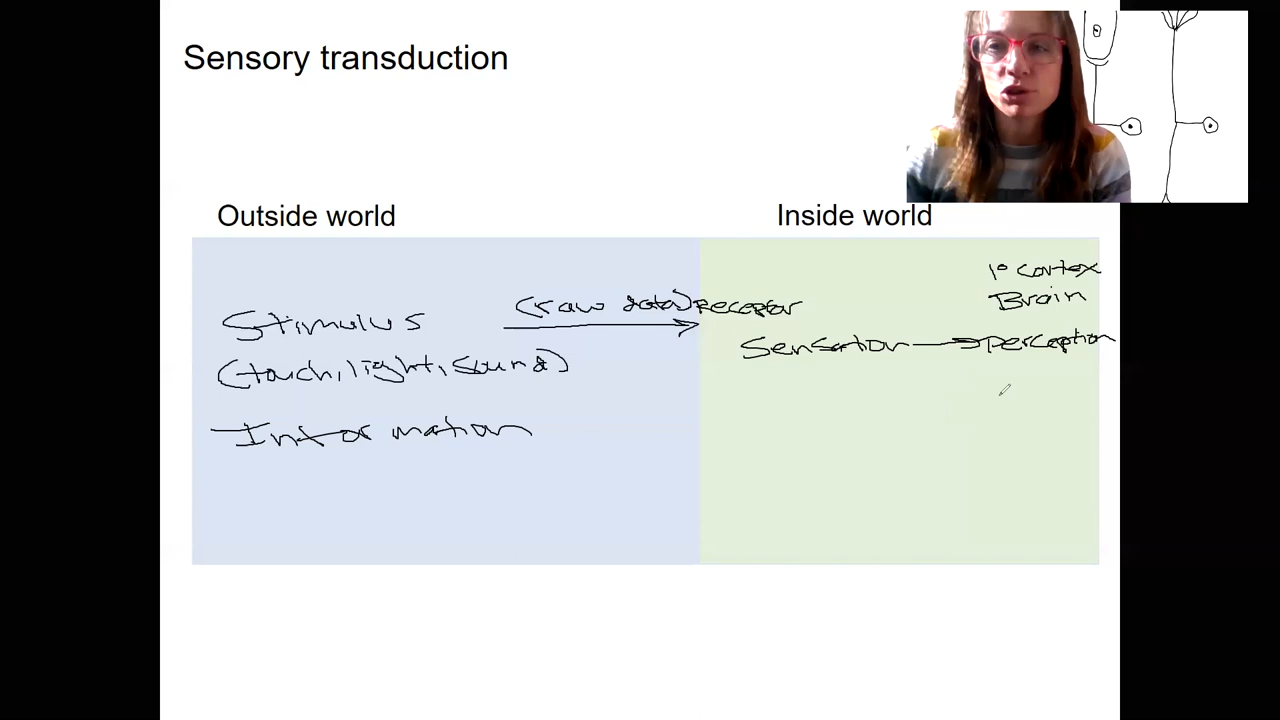 Sensory transduction
Outside world
Inside world
1° cortex
Brain
(raw data) Receptor
Stimulus
Sensation → perception
(touch, light, sound)
Information